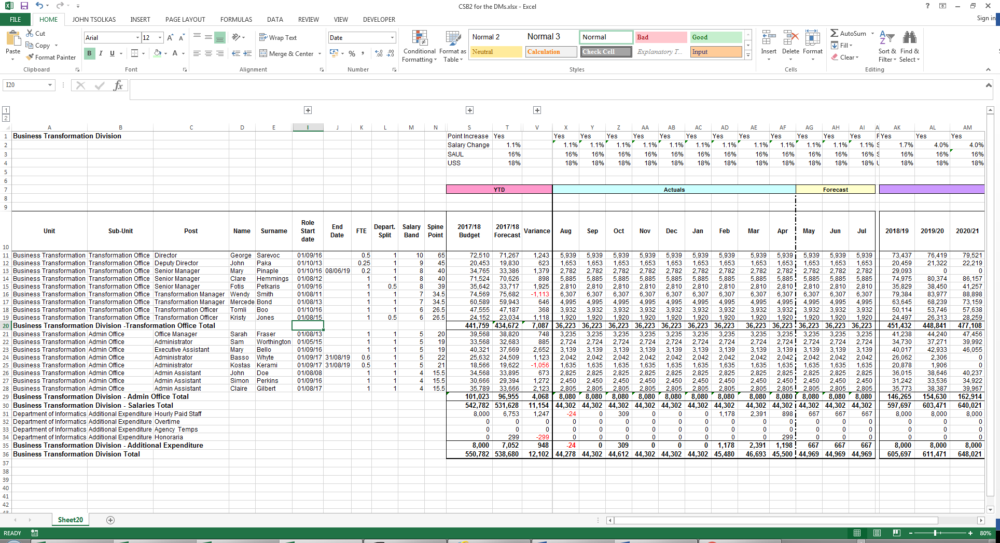 CSB2 for the DMs.xlsx - Excel
FILE HOME JOHN TSOLKAS INSERT PAGE LAYOUT FORMULAS DATA REVIEW VIEW DEVELOPER Sign in
Paste
Cut
Copy
Format Painter
Clipboard
Arial 12
B I U A
Font
Wrap Text
Merge & Center
Alignment
Date
%
Number
Conditional Formatting
Format as Table
Normal 2 Normal 3 Normal Bad Good
Neutral Calculation Check Cell Explanatory T... Input
Styles
Insert Delete Format
Cells
AutoSum
Fill
Clear
Sort & Filter
Find & Select
Editing
I20 fx
1
2
A B C D E I J K L M N S T V X Y Z AA AB AC AD AE AF AG AH AI A AK AL AM
1 Business Transformation Division Point Increase Yes Yes Yes Yes Yes Yes Yes Yes Yes Yes Yes Yes Yes Yes Yes Yes
2 Salary Change 1.1% 1.1% 1.1% 1.1% 1.1% 1.1% 1.1% 1.1% 1.1% 1.1% 1.1% 1.1% 1.1% 1.7% 4.0% 4.0%
3 SAUL 16% 16% 16% 16% 16% 16% 16% 16% 16% 16% 16% 16% 16% 16% 16% 16%
4 USS 18% 18% 18% 18% 18% 18% 18% 18% 18% 18% 18% 18% 18% 18% 18% 18%
5
6
7 YTD Actuals Forecast
8
9
10 Unit Sub-Unit Post Name Surname Role Start date End Date FTE Depart. Split Salary Band Spine Point 2017/18 Budget 2017/18 Forecast Variance Aug Sep Oct Nov Dec Jan Feb Mar Apr May Jun Jul 2018/19 2019/20 2020/21
11 Business Transformation Transformation Office Director George Sarevoc 01/09/16 0.5 1 10 65 72,510 71,267 1,243 5,939 5,939 5,939 5,939 5,939 5,939 5,939 5,939 5,939 5,939 5,939 5,939 73,437 76,419 79,521
12 Business Transformation Transformation Office Deputy Director John Paka 01/10/13 0.25 1 9 45 20,453 19,830 623 1,653 1,653 1,653 1,653 1,653 1,653 1,653 1,653 1,653 1,653 1,653 1,653 20,459 21,322 22,219
13 Business Transformation Transformation Office Senior Manager Mary Pinaple 01/10/16 08/06/19 0.2 1 8 40 34,765 33,386 1,379 2,782 2,782 2,782 2,782 2,782 2,782 2,782 2,782 2,782 2,782 2,782 2,782 29,093 0 0
14 Business Transformation Transformation Office Senior Manager Clare Hemmings 01/08/12 1 1 8 40 71,524 70,626 898 5,885 5,885 5,885 5,885 5,885 5,885 5,885 5,885 5,885 5,885 5,885 5,885 74,975 80,374 86,157
15 Business Transformation Transformation Office Senior Manager Fotis Petkaris 01/09/16 1 0.5 8 39 35,642 33,717 1,925 2,810 2,810 2,810 2,810 2,810 2,810 2,810 2,810 2,810 2,810 2,810 2,810 35,829 38,450 41,257
16 Business Transformation Transformation Office Transformation Manager Wendy Smith 01/08/11 1 1 7 34.5 74,569 75,682 -1,113 6,307 6,307 6,307 6,307 6,307 6,307 6,307 6,307 6,307 6,307 6,307 6,307 79,384 83,977 88,898
17 Business Transformation Transformation Office Transformation Manager Mercede Bond 01/08/13 1 1 7 34.5 60,589 59,943 646 4,995 4,995 4,995 4,995 4,995 4,995 4,995 4,995 4,995 4,995 4,995 4,995 63,645 68,239 73,159
18 Business Transformation Transformation Office Transformation Officer Tomli Boo 01/10/16 1 1 6 26.5 47,555 47,187 368 3,932 3,932 3,932 3,932 3,932 3,932 3,932 3,932 3,932 3,932 3,932 3,932 50,114 53,746 57,638
19 Business Transformation Transformation Office Transformation Officer Kristy Jones 01/08/15 1 0.5 6 26.5 24,152 23,034 1,118 1,920 1,920 1,920 1,920 1,920 1,920 1,920 1,920 1,920 1,920 1,920 1,920 24,497 26,313 28,259
20 Business Transformation Division -Transformation Office Total 441,759 434,672 7,087 36,223 36,223 36,223 36,223 36,223 36,223 36,223 36,223 36,223 36,223 36,223 36,223 451,432 448,841 477,108
21 Business Transformation Admin Office Office Manager Sarah Fraser 01/08/13 1 1 5 20 39,568 38,820 748 3,235 3,235 3,235 3,235 3,235 3,235 3,235 3,235 3,235 3,235 3,235 3,235 41,238 44,240 47,456
22 Business Transformation Admin Office Administrator Sam Worthington 01/05/15 1 1 5 19 33,568 32,683 885 2,724 2,724 2,724 2,724 2,724 2,724 2,724 2,724 2,724 2,724 2,724 2,724 34,730 37,271 39,992
23 Business Transformation Admin Office Executive Assistant Mary Bello 01/09/16 1 1 5 19 40,321 37,669 2,652 3,139 3,139 3,139 3,139 3,139 3,139 3,139 3,139 3,139 3,139 3,139 3,139 40,017 42,933 46,055
24 Business Transformation Admin Office Administrator Basso Whyte 01/09/17 31/08/19 0.6 1 5 22 25,632 24,509 1,123 2,042 2,042 2,042 2,042 2,042 2,042 2,042 2,042 2,042 2,042 2,042 2,042 26,062 2,306 0
25 Business Transformation Admin Office Administrator Kostas Kerami 01/09/17 31/08/19 0.5 1 5 21 18,566 19,622 -1,056 1,635 1,635 1,635 1,635 1,635 1,635 1,635 1,635 1,635 1,635 1,635 1,635 20,878 1,906 0
26 Business Transformation Admin Office Admin Assistant John Doe 01/08/08 1 1 4 15.5 34,568 33,895 673 2,825 2,825 2,825 2,825 2,825 2,825 2,825 2,825 2,825 2,825 2,825 2,825 36,015 38,646 40,237
27 Business Transformation Admin Office Admin Assistant Simon Perkins 01/09/16 1 1 4 15.5 30,666 29,394 1,272 2,450 2,450 2,450 2,450 2,450 2,450 2,450 2,450 2,450 2,450 2,450 2,450 31,242 33,536 34,922
28 Business Transformation Admin Office Admin Assistant Claire Gilbert 01/08/17 1 1 4 15.5 35,789 33,666 2,123 2,805 2,805 2,805 2,805 2,805 2,805 2,805 2,805 2,805 2,805 2,805 2,805 35,773 38,387 39,967
29 Business Transformation Division - Admin Office Total 101,023 96,955 4,068 8,080 8,080 8,080 8,080 8,080 8,080 8,080 8,080 8,080 8,080 8,080 8,080 146,265 154,630 162,914
30 Business Transformation Division - Salaries Total 542,782 531,628 11,154 44,302 44,302 44,302 44,302 44,302 44,302 44,302 44,302 44,302 44,302 44,302 44,302 597,697 603,471 640,021
31 Department of Informatics Additional Expenditure Hourly Paid Staff 8,000 6,753 1,247 -24 0 309 0 0 0 1,178 2,391 898 667 667 667 8,000 8,000 8,000
32 Department of Informatics Additional Expenditure Overtime 0 0 0 0 0 0 0 0 0 0 0 0 0 0 0 0 0 0
33 Department of Informatics Additional Expenditure Agency Temps 0 0 0 0 0 0 0 0 0 0 0 0 0 0 0 0 0 0
34 Department of Informatics Additional Expenditure Honoraria 0 299 -299 0 0 0 0 0 0 0 0 299 0 0 0 0 0 0
35 Business Transformation Division - Additional Expenditure 8,000 7,052 948 -24 0 309 0 0 0 1,178 2,391 1,198 667 667 667 8,000 8,000 8,000
36 Business Transformation Division Total 550,782 538,680 12,102 44,278 44,302 44,612 44,302 44,302 44,302 45,480 46,693 45,500 44,969 44,969 44,969 605,697 611,471 648,021
37
38
39
40
41
42
Sheet20
READY 80%